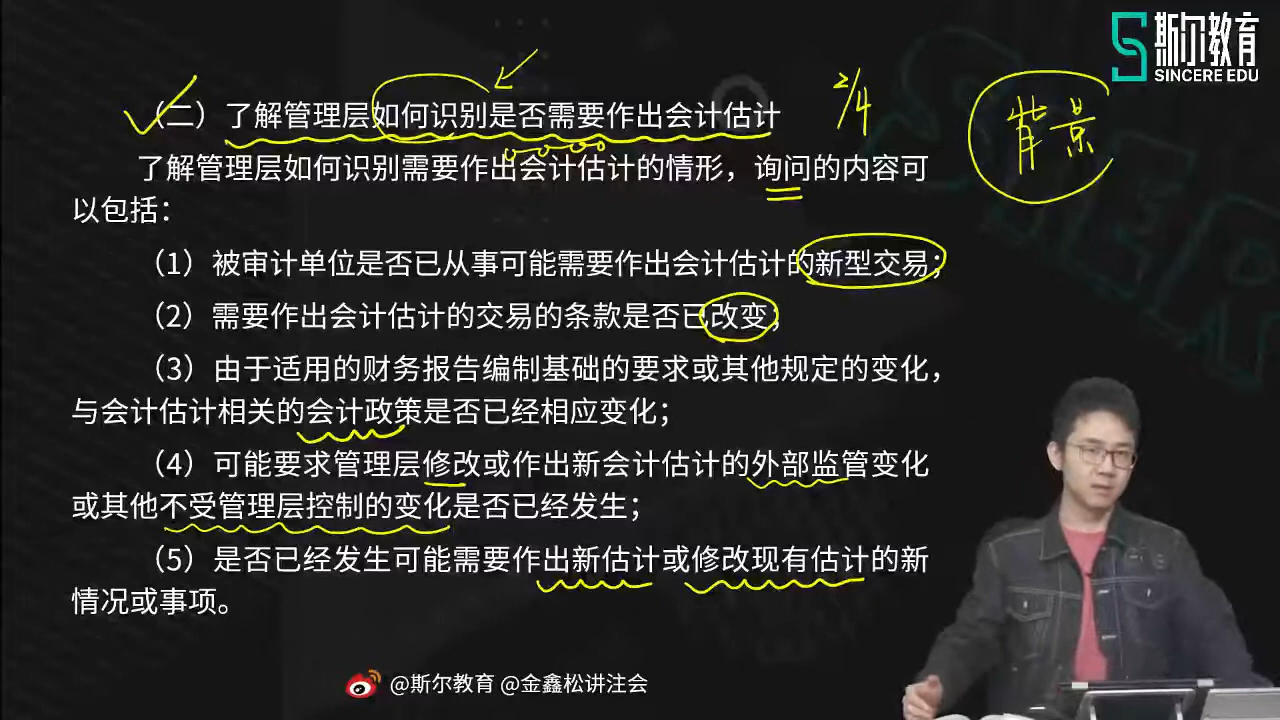 斯尔教育
SINCERE EDU
2/4
背景
（二）了解管理层如何识别是否需要作出会计估计
了解管理层如何识别需要作出会计估计的情形，询问的内容可
以包括：
（1）被审计单位是否已从事可能需要作出会计估计的新型交易；
（2）需要作出会计估计的交易的条款是否已改变；
（3）由于适用的财务报告编制基础的要求或其他规定的变化，
与会计估计相关的会计政策是否已经相应变化；
（4）可能要求管理层修改或作出新会计估计的外部监管变化
或其他不受管理层控制的变化是否已经发生；
（5）是否已经发生可能需要作出新估计或修改现有估计的新
情况或事项。
@斯尔教育 @金鑫松讲注会